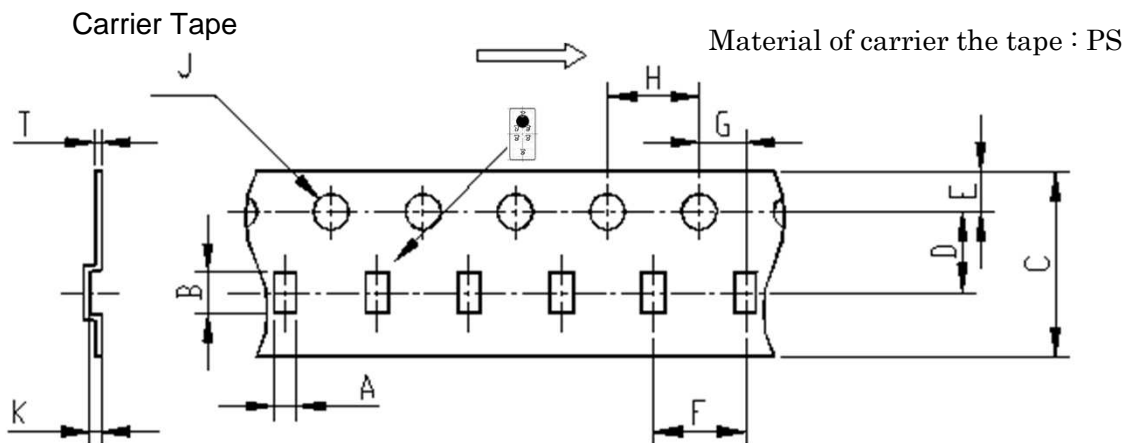 Carrier Tape
Material of carrier the tape : PS
J
H
T
G
E
D
C
B
A
K
F